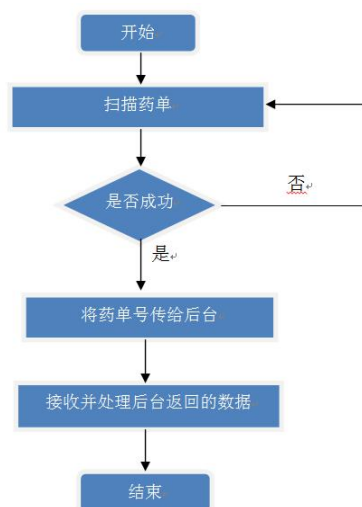 开始
扫描药单
是否成功
否
是
将药单号传给后台
接收并处理后台返回的数据
结束